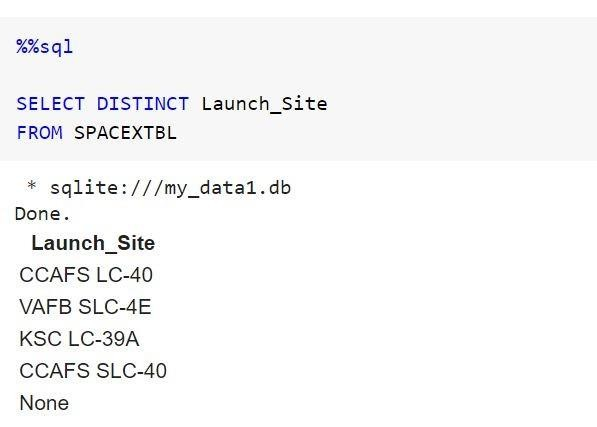 %%sql
SELECT DISTINCT Launch_Site
FROM SPACEXTBL
* sqlite:///my_data1.db
Done.
Launch_Site
CCAFS LC-40
VAFB SLC-4E
KSC LC-39A
CCAFS SLC-40
None